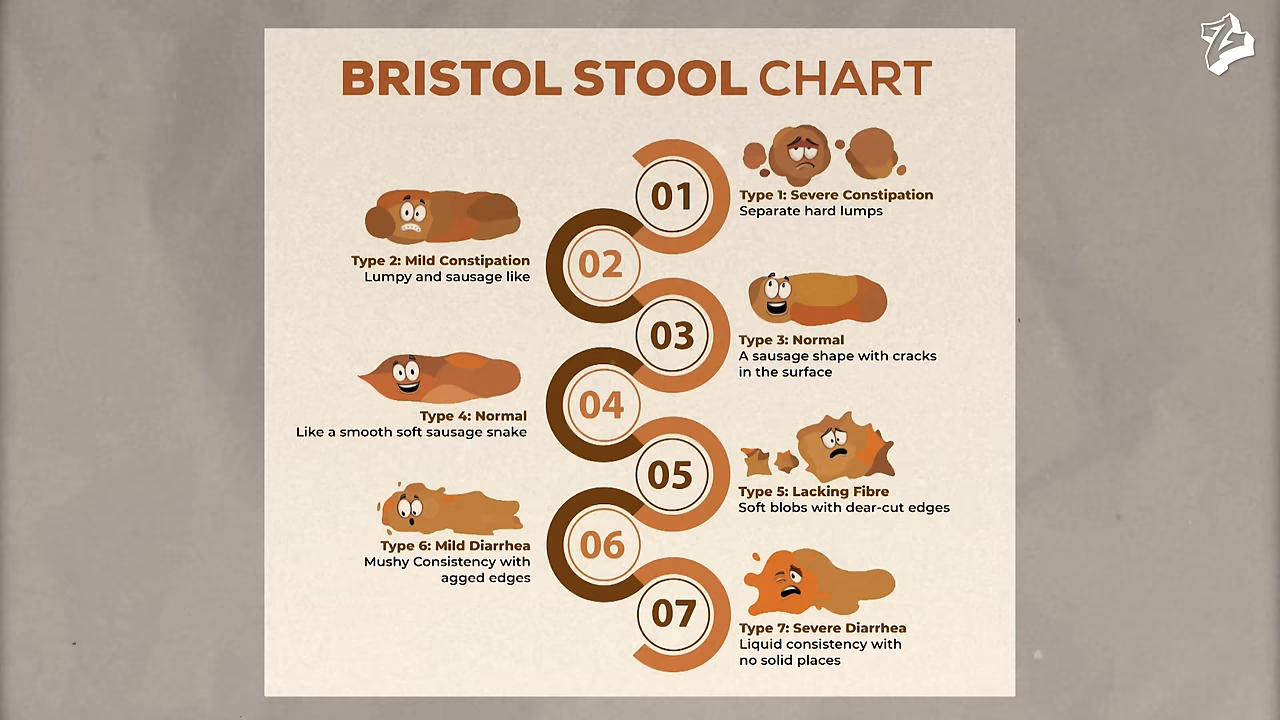 BRISTOL STOOL CHART
01
Type 1: Severe Constipation
Separate hard lumps
02
Type 2: Mild Constipation
Lumpy and sausage like
03
Type 3: Normal
A sausage shape with cracks
in the surface
04
Type 4: Normal
Like a smooth soft sausage snake
05
Type 5: Lacking Fibre
Soft blobs with dear-cut edges
06
Type 6: Mild Diarrhea
Mushy Consistency with
agged edges
07
Type 7: Severe Diarrhea
Liquid consistency with
no solid places